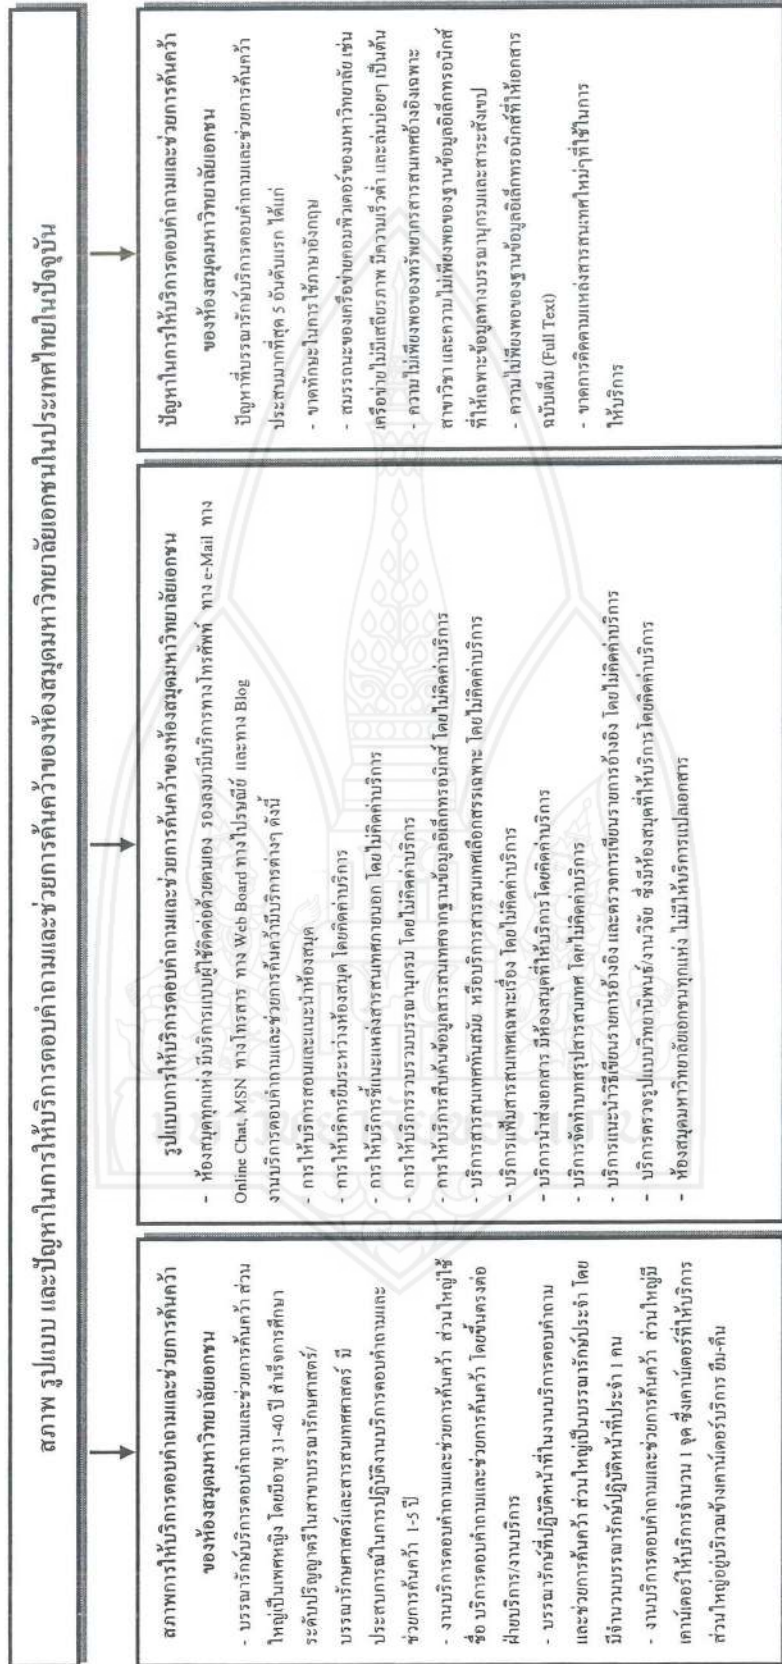 สภาพ รูปแบบ และปัญหาในการให้บริการตอบคำถามและช่วยการค้นคว้าของห้องสมุดมหาวิทยาลัยเอกชนในประเทศไทยในปัจจุบัน
สภาพการให้บริการตอบคำถามและช่วยการค้นคว้า
ของห้องสมุดมหาวิทยาลัยเอกชน
- บรรณารักษ์บริการตอบคำถามและช่วยการค้นคว้า ส่วน
ใหญ่เป็นเพศหญิง โดยมีอายุ 31-40 ปี สำเร็จการศึกษา
ระดับปริญญาตรีในสาขาบรรณารักษศาสตร์/
บรรณารักษศาสตร์และสารสนเทศศาสตร์ มี
ประสบการณ์ในการปฏิบัติงานบริการตอบคำถามและ
ช่วยการค้นคว้า 1-5 ปี
- งานบริการตอบคำถามและช่วยการค้นคว้า ส่วนใหญ่ใช้
ชื่อ บริการตอบคำถามและช่วยการค้นคว้า โดยขึ้นตรงต่อ
ฝ่ายบริการ/งานบริการ
- บรรณารักษ์ที่ปฏิบัติหน้าที่ในงานบริการตอบคำถาม
และช่วยการค้นคว้า ส่วนใหญ่เป็นบรรณารักษ์ประจำ โดย
มีจำนวนบรรณารักษ์ปฏิบัติหน้าที่ประจำ 1 คน
- งานบริการตอบคำถามและช่วยการค้นคว้า ส่วนใหญ่มี
เคาน์เตอร์ให้บริการจำนวน 1 จุด ซึ่งเคาน์เตอร์ที่ให้บริการ
ส่วนใหญ่อยู่บริเวณข้างเคาน์เตอร์บริการ ยืม-คืน
รูปแบบการให้บริการตอบคำถามและช่วยการค้นคว้าของห้องสมุดมหาวิทยาลัยเอกชน
- ห้องสมุดทุกแห่ง มีบริการแบบผู้ใช้ติดต่อด้วยตนเอง รองลงมามีบริการทางโทรศัพท์ ทาง e-Mail ทาง
Online Chat, MSN ทางโทรสาร ทาง Web Board ทางไปรษณีย์ และทาง Blog
งานบริการตอบคำถามและช่วยการค้นคว้ามีบริการต่างๆ ดังนี้
- การให้บริการสอนและแนะนำห้องสมุด
- การให้บริการยืมระหว่างห้องสมุด โดยคิดค่าบริการ
- การให้บริการชี้แนะแหล่งสารสนเทศภายนอก โดยไม่คิดค่าบริการ
- การให้บริการรวบรวมบรรณานุกรม โดยไม่คิดค่าบริการ
- การให้บริการสืบค้นข้อมูลสารสนเทศจากฐานข้อมูลอิเล็กทรอนิกส์ โดยไม่คิดค่าบริการ
- บริการสารสนเทศทันสมัย หรือบริการสารสนเทศเลือกสรรเฉพาะ โดยไม่คิดค่าบริการ
- บริการแฟ้มสารสนเทศเฉพาะเรื่อง โดยไม่คิดค่าบริการ
- บริการนำส่งเอกสาร มีห้องสมุดที่ให้บริการโดยคิดค่าบริการ
- บริการจัดทำบทสรุปสารสนเทศ โดยไม่คิดค่าบริการ
- บริการแนะนำวิธีเขียนรายการอ้างอิง และตรวจการเขียนรายการอ้างอิง โดยไม่คิดค่าบริการ
- บริการตรวจรูปแบบวิทยานิพนธ์/งานวิจัย ซึ่งมีห้องสมุดที่ให้บริการโดยคิดค่าบริการ
- ห้องสมุดมหาวิทยาลัยเอกชนทุกแห่ง ไม่มีให้บริการแปลเอกสาร
ปัญหาในการให้บริการตอบคำถามและช่วยการค้นคว้า
ของห้องสมุดมหาวิทยาลัยเอกชน
ปัญหาที่บรรณารักษ์บริการตอบคำถามและช่วยการค้นคว้า
ประสบมากที่สุด 5 อันดับแรก ได้แก่
- ขาดทักษะในการใช้ภาษาอังกฤษ
- สมรรถนะของเครือข่ายคอมพิวเตอร์ของมหาวิทยาลัย เช่น
เครือข่ายไม่มีเสถียรภาพ มีความเร็วต่ำ และล่มบ่อยๆ เป็นต้น
- ความไม่เพียงพอของทรัพยากรสารสนเทศอ้างอิงเฉพาะ
สาขาวิชา และความไม่เพียงพอของฐานข้อมูลอิเล็กทรอนิกส์
ที่ให้เฉพาะข้อมูลทางบรรณานุกรมและสาระสังเขป
- ความไม่เพียงพอของฐานข้อมูลอิเล็กทรอนิกส์ที่ให้เอกสาร
ฉบับเต็ม (Full Text)
- ขาดการติดตามแหล่งสารสนเทศใหม่ๆที่ใช้ในการ
ให้บริการ